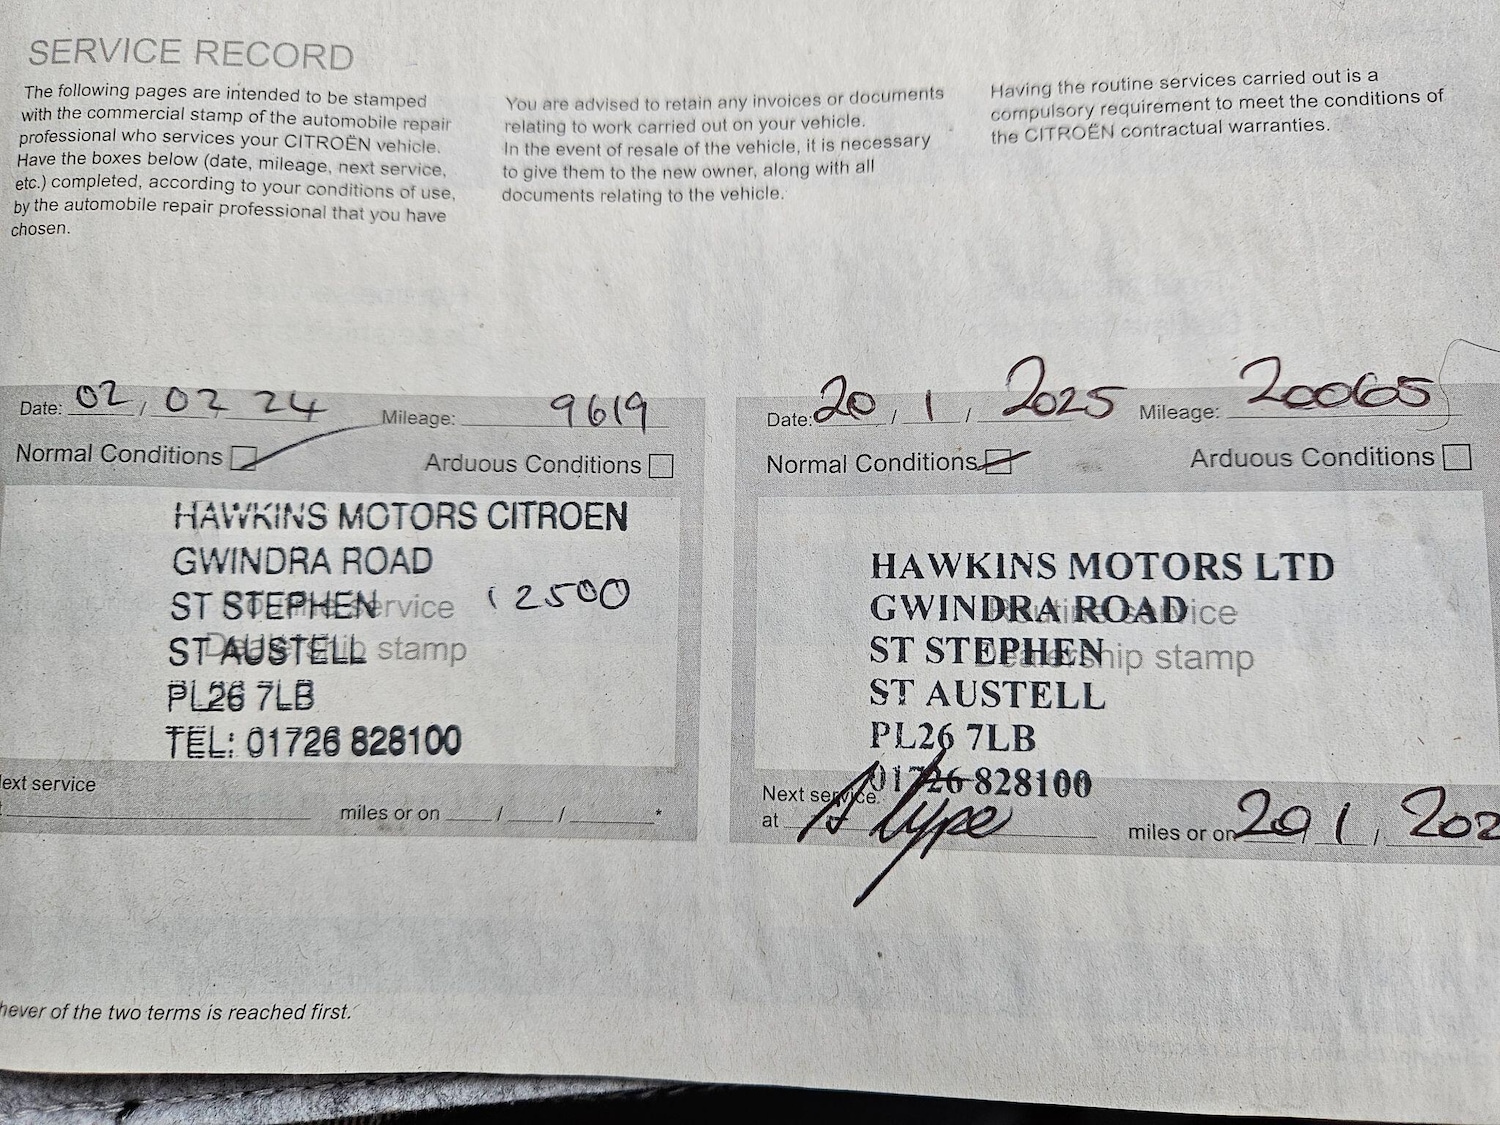 SERVICE RECORD
The following pages are intended to be stamped
with the commercial stamp of the automobile repair
professional who services your CITROËN vehicle.
Have the boxes below (date, mileage, next service,
etc.) completed, according to your conditions of use,
by the automobile repair professional that you have
chosen.
You are advised to retain any invoices or documents
relating to work carried out on your vehicle.
In the event of resale of the vehicle, it is necessary
to give them to the new owner, along with all
documents relating to the vehicle.
Having the routine services carried out is a
compulsory requirement to meet the conditions of
the CITROËN contractual warranties.
Date: 02 / 02 24 Mileage: 9619
Normal Conditions Arduous Conditions
HAWKINS MOTORS CITROEN
GWINDRA ROAD
ST STEPHEN
ST AUSTELL
PL26 7LB
TEL: 01726 828100
12500
Routine service
Dealership stamp
ext service
miles or on / / *
Date: 20 / 1 / 2025 Mileage: 20065
Normal Conditions Arduous Conditions
HAWKINS MOTORS LTD
GWINDRA ROAD
ST STEPHEN
ST AUSTELL
PL26 7LB
01726 828100
Routine service
Dealership stamp
Next service
at miles or on 20 / 1 / 202
hever of the two terms is reached first.